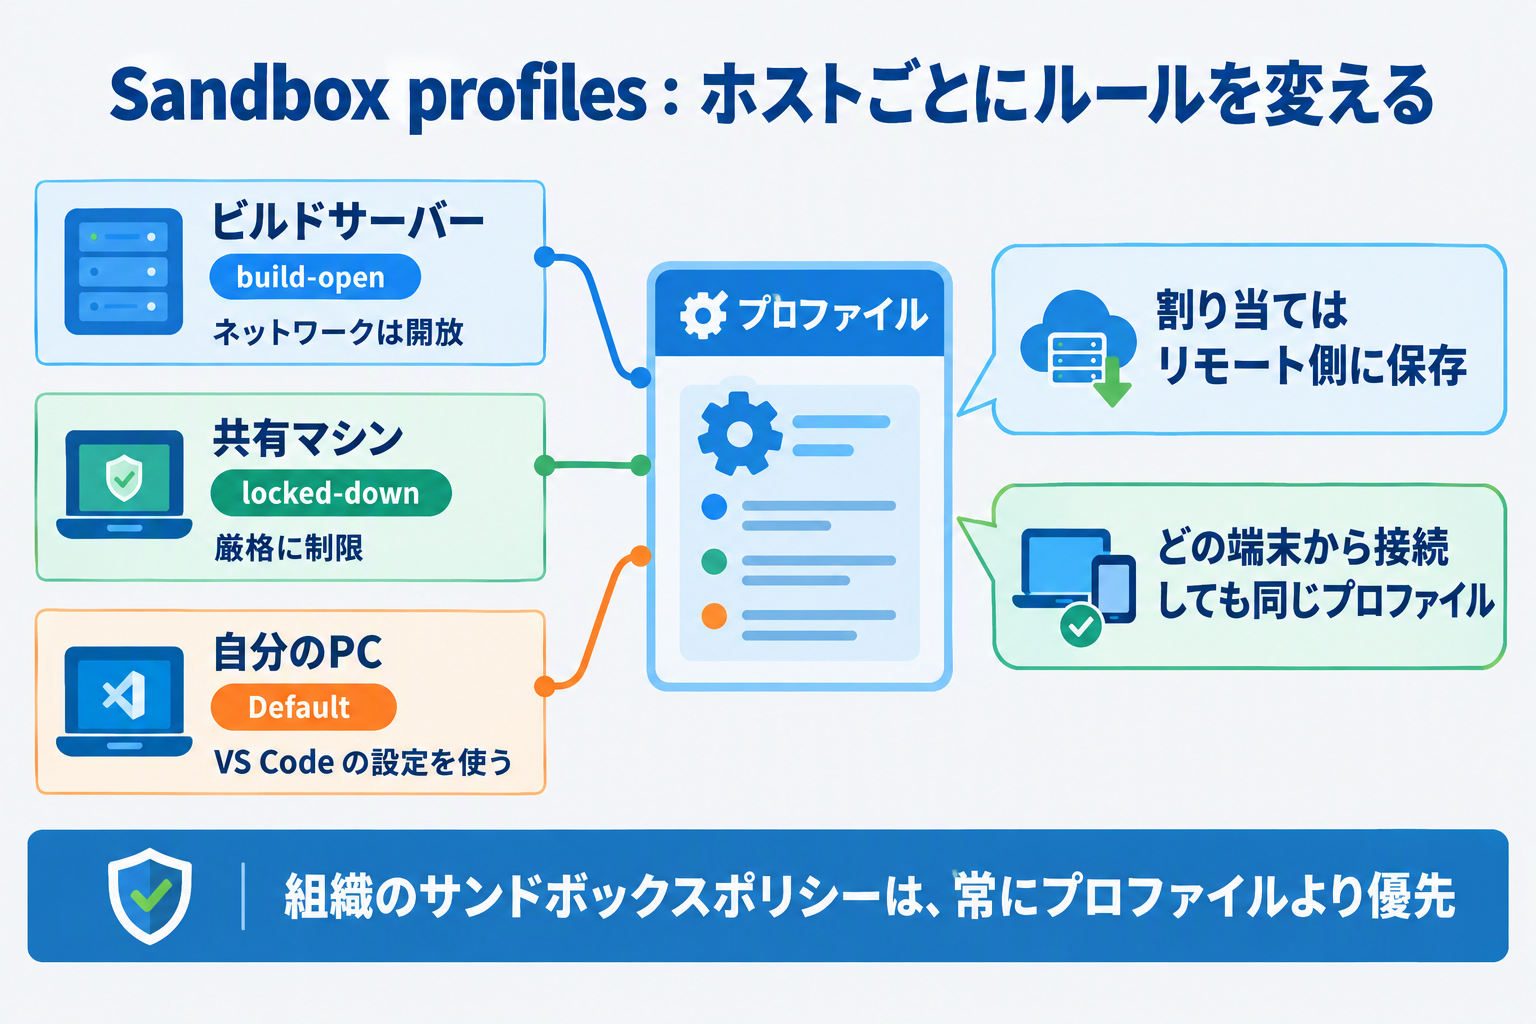 Sandbox profiles：ホストごとにルールを変える
ビルドサーバー
build-open
ネットワークは開放
共有マシン
locked-down
厳格に制限
自分のPC
Default
VS Code の設定を使う
プロファイル
割り当ては
リモート側に保存
どの端末から接続
しても同じプロファイル
組織のサンドボックスポリシーは、常にプロファイルより優先